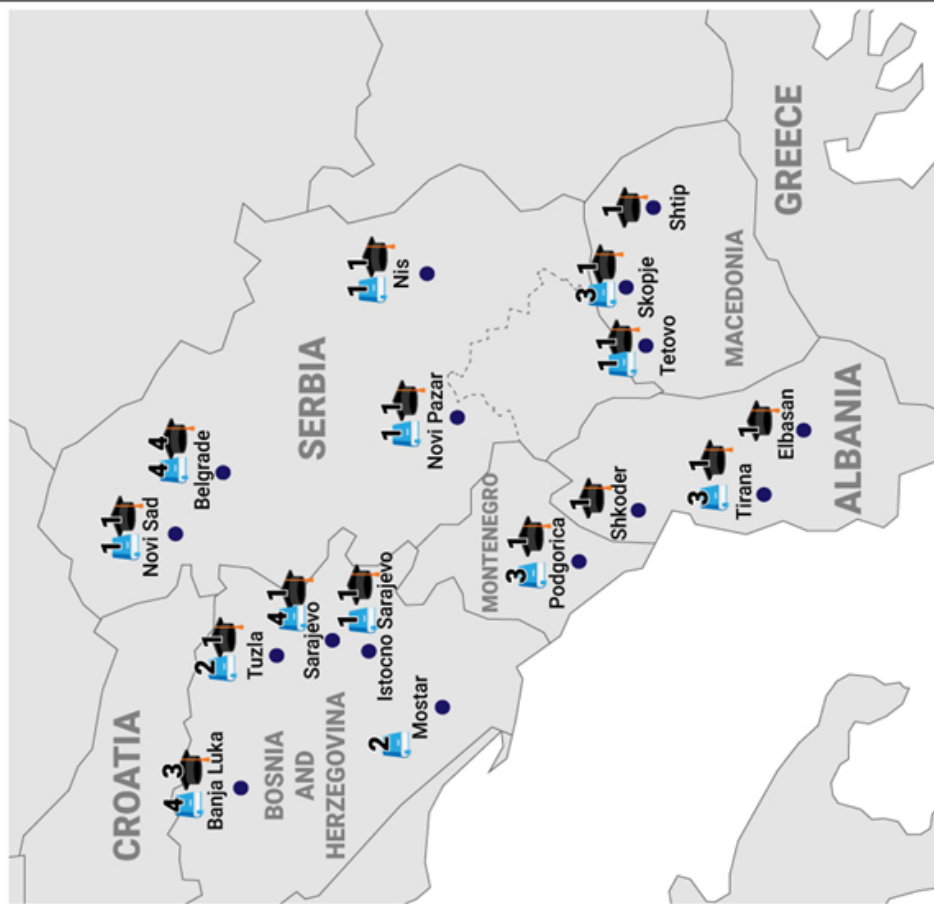 CROATIA
1 1
Novi Sad
4 4
Belgrade
4 3
Banja Luka
2 1
Tuzla
SERBIA
BOSNIA
AND
HERZEGOVINA
4 1
Sarajevo
1 1
Istocno Sarajevo
1 1
Nis
2
Mostar
1 1
Novi Pazar
MONTENEGRO
3 1
Podgorica
1
Shkoder
1 1
Tetovo
3 1
Skopje
1
Shtip
MACEDONIA
3 1
Tirana
1
Elbasan
GREECE
ALBANIA